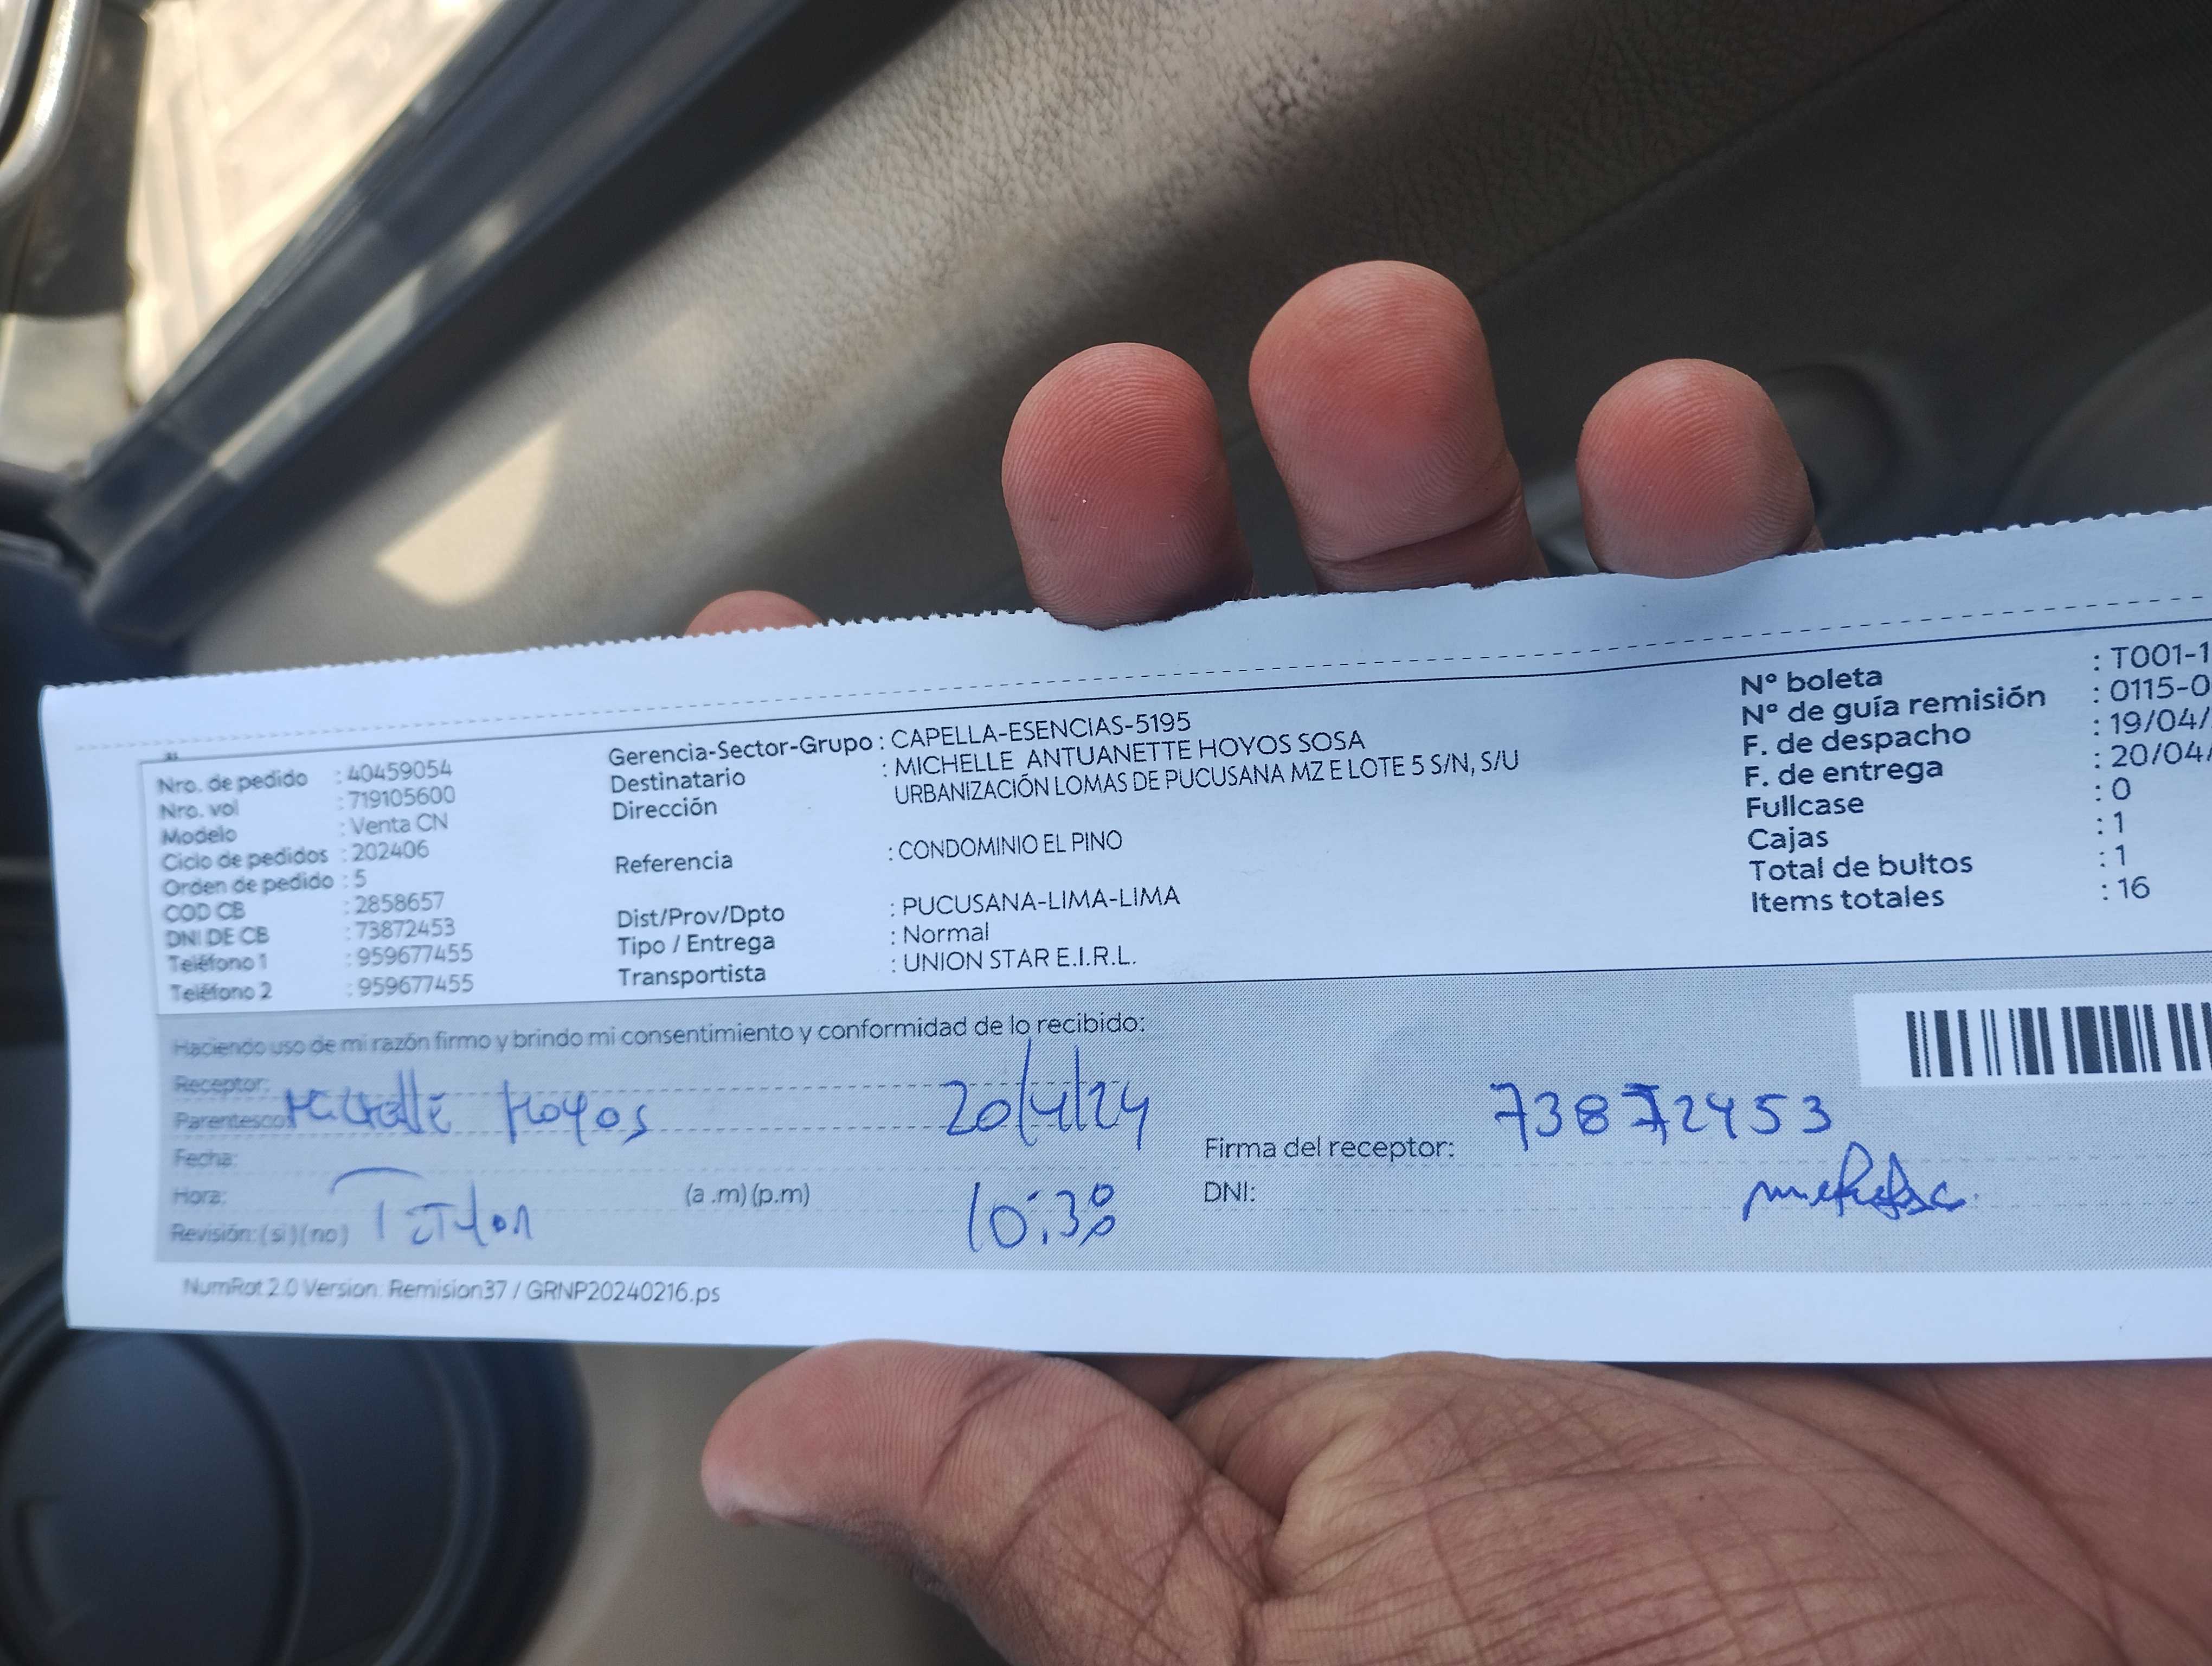 Nro. de pedido : 40459054
Nro. vol : 719105600
Modelo : Venta CN
Ciclo de pedidos : 202406
Orden de pedido : 5
COD CB : 2858657
DNI DE CB : 73872453
Teléfono 1 : 959677455
Teléfono 2 : 959677455
Gerencia-Sector-Grupo : CAPELLA-ESENCIAS-5195
Destinatario : MICHELLE ANTUANETTE HOYOS SOSA
Dirección URBANIZACIÓN LOMAS DE PUCUSANA MZ E LOTE 5 S/N, S/U
Referencia : CONDOMINIO EL PINO
Dist/Prov/Dpto : PUCUSANA-LIMA-LIMA
Tipo / Entrega : Normal
Transportista : UNION STAR E.I.R.L.
Nº boleta : T001-1
Nº de guía remisión : 0115-0
F. de despacho : 19/04/
F. de entrega : 20/04/
Fullcase : 0
Cajas : 1
Total de bultos : 1
Items totales : 16
Haciendo uso de mi razón firmo y brindo mi consentimiento y conformidad de lo recibido:
Receptor:
Parentesco: Michelle Hoyos 20/4/24
Fecha:
Hora: (a .m) (p.m) 10:30
Revisión: (si) (no)
Firma del receptor: 73872453
DNI:
NumRot 2.0 Version: Remision37 / GRNP20240216.ps